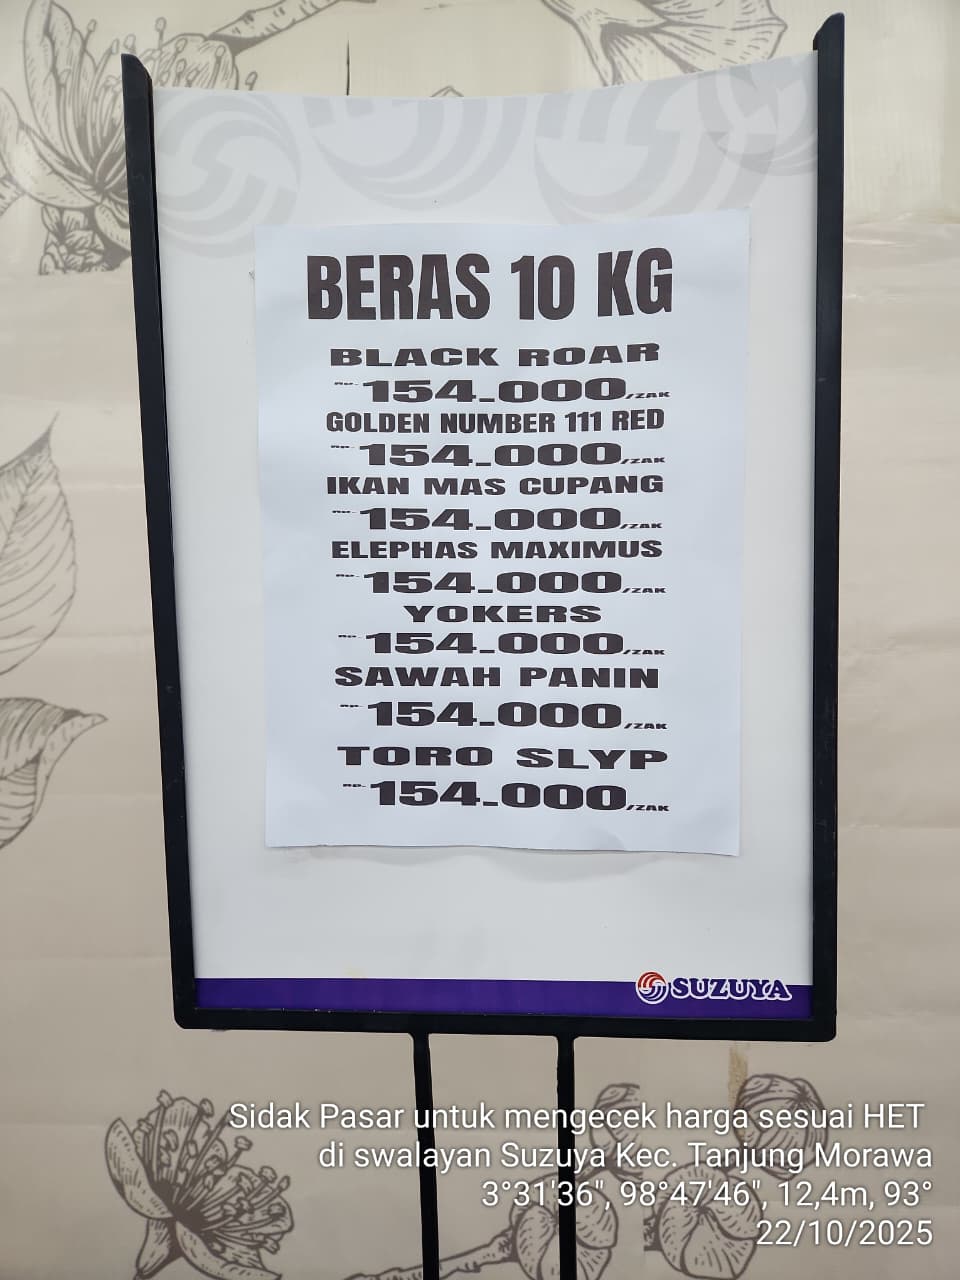 BERAS 10 KG
BLACK ROAR
RP. 154.000/ZAK
GOLDEN NUMBER 111 RED
RP. 154.000/ZAK
IKAN MAS CUPANG
RP. 154.000/ZAK
ELEPHAS MAXIMUS
RP. 154.000/ZAK
YOKERS
RP. 154.000/ZAK
SAWAH PANIN
RP. 154.000/ZAK
TORO SLYP
RP. 154.000/ZAK
SUZUYA
Sidak Pasar untuk mengecek harga sesuai HET
di swalayan Suzuya Kec. Tanjung Morawa
3°31'36", 98°47'46", 12,4m, 93°
22/10/2025